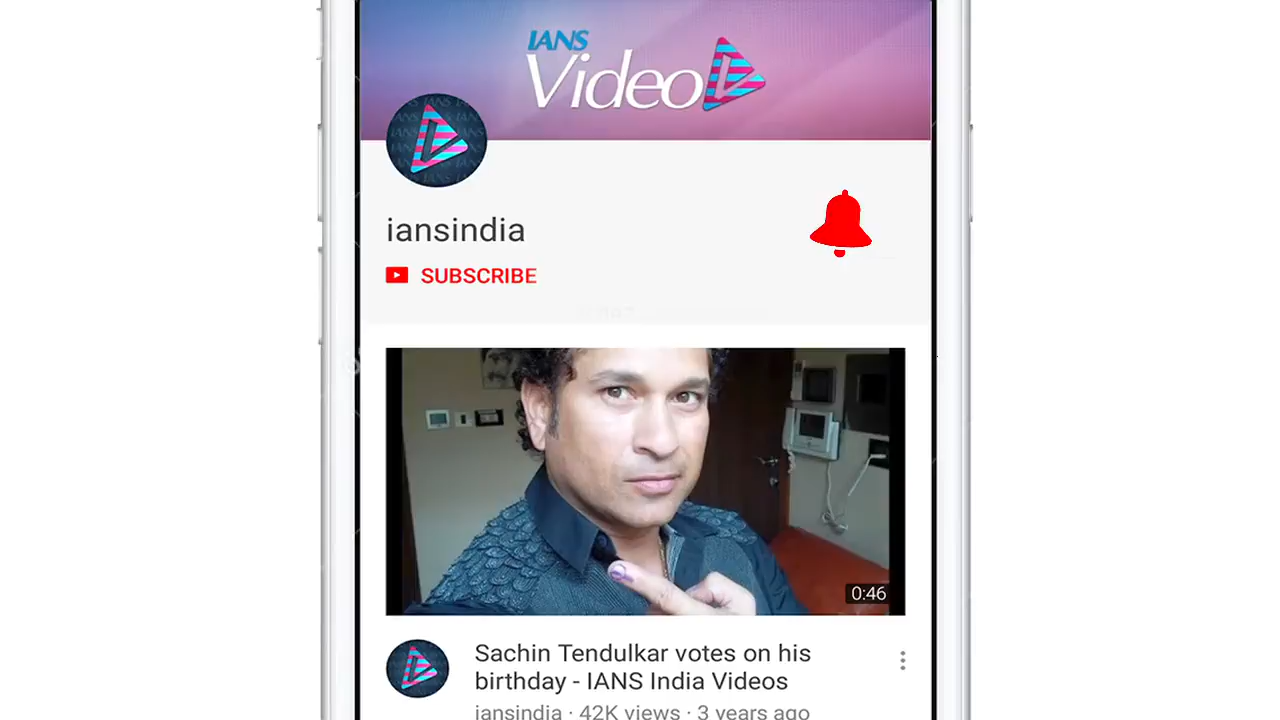 IANS
Video
iansindia
SUBSCRIBE
0:46
Sachin Tendulkar votes on his
birthday - IANS India Videos
iansindia · 42K views · 3 years ago